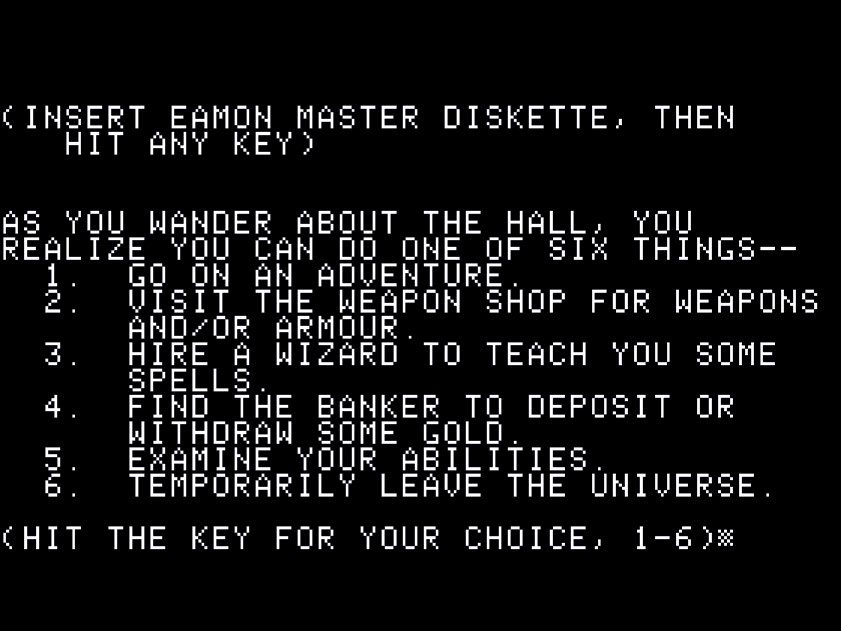 (INSERT EAMON MASTER DISKETTE, THEN
HIT ANY KEY)
AS YOU WANDER ABOUT THE HALL, YOU
REALIZE YOU CAN DO ONE OF SIX THINGS--
1. GO ON AN ADVENTURE.
2. VISIT THE WEAPON SHOP FOR WEAPONS
AND/OR ARMOUR.
3. HIRE A WIZARD TO TEACH YOU SOME
SPELLS.
4. FIND THE BANKER TO DEPOSIT OR
WITHDRAW SOME GOLD.
5. EXAMINE YOUR ABILITIES.
6. TEMPORARILY LEAVE THE UNIVERSE.
(HIT THE KEY FOR YOUR CHOICE, 1-6)